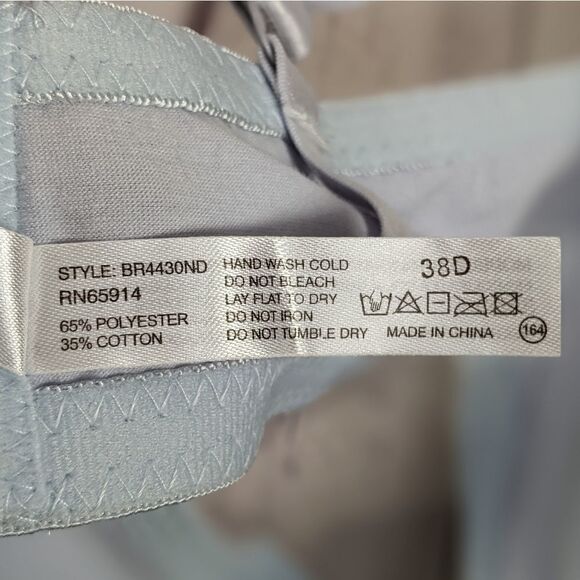 STYLE: BR4430ND
RN65914
65% POLYESTER
35% COTTON
HAND WASH COLD
DO NOT BLEACH
LAY FLAT TO DRY
DO NOT IRON
DO NOT TUMBLE DRY
38D
MADE IN CHINA
164